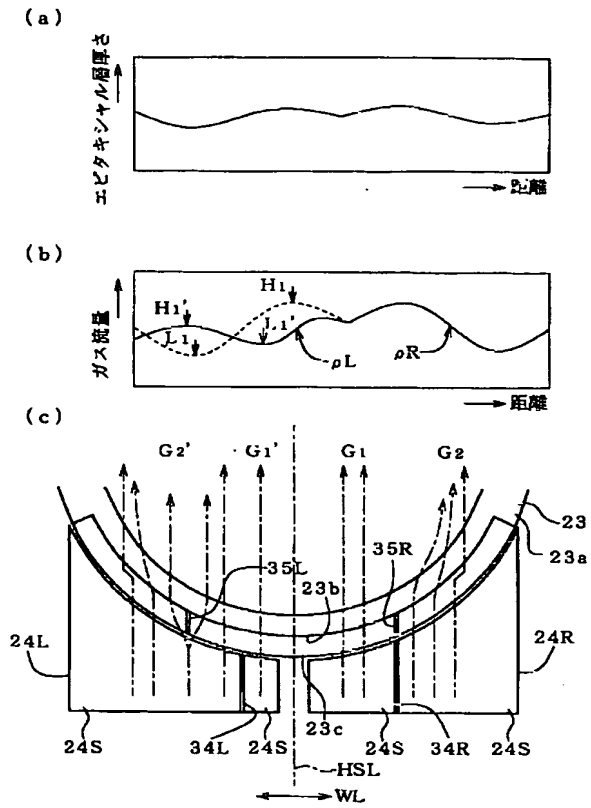 (a)
エピタキシャル層厚さ
距離
(b)
ガス流量
H1'
H1
L1
L1'
ρL
ρR
距離
(c)
G2' G1' G1 G2
23
23a
35L
23b
35R
24L
24R
24S
34L
24S
23c
24S
34R
24S
HSL
WL